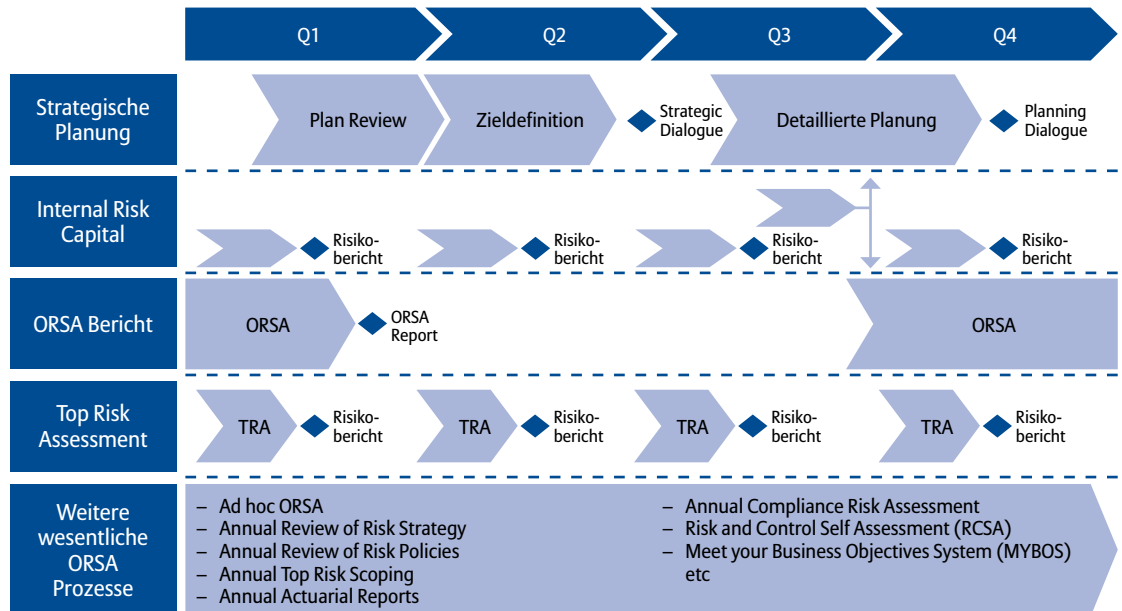 Q1
Q2
Q3
Q4
Strategische
Planung
Plan Review
Zieldefinition
Strategic
Dialogue
Detaillierte Planung
Planning
Dialogue
Internal Risk
Capital
Risiko-
bericht
Risiko-
bericht
Risiko-
bericht
Risiko-
bericht
ORSA Bericht
ORSA
ORSA
Report
ORSA
Top Risk
Assessment
TRA
Risiko-
bericht
TRA
Risiko-
bericht
TRA
Risiko-
bericht
TRA
Risiko-
bericht
Weitere
wesentliche
ORSA
Prozesse
– Ad hoc ORSA
– Annual Review of Risk Strategy
– Annual Review of Risk Policies
– Annual Top Risk Scoping
– Annual Actuarial Reports
– Annual Compliance Risk Assessment
– Risk and Control Self Assessment (RCSA)
– Meet your Business Objectives System (MYBOS)
etc